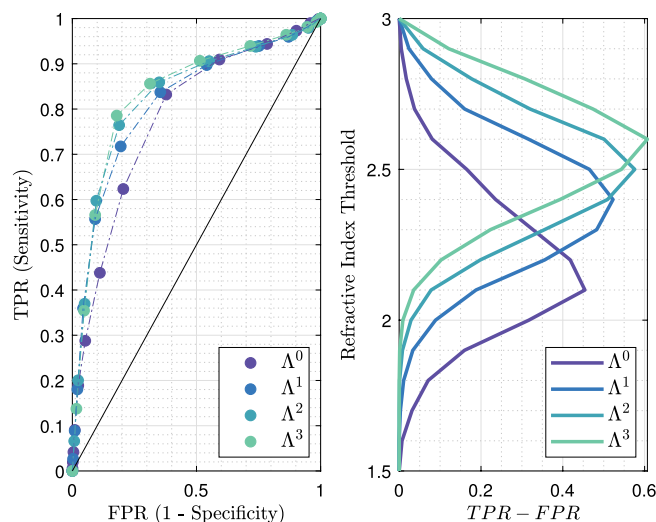 1
0.9
0.8
0.7
0.6
0.5
0.4
0.3
0.2
0.1
0
TPR (Sensitivity)
0 0.5 1
FPR (1 - Specificity)
Λ⁰
Λ¹
Λ²
Λ³
3
2.5
2
1.5
Refractive Index Threshold
0 0.2 0.4 0.6
TPR − FPR
Λ⁰
Λ¹
Λ²
Λ³